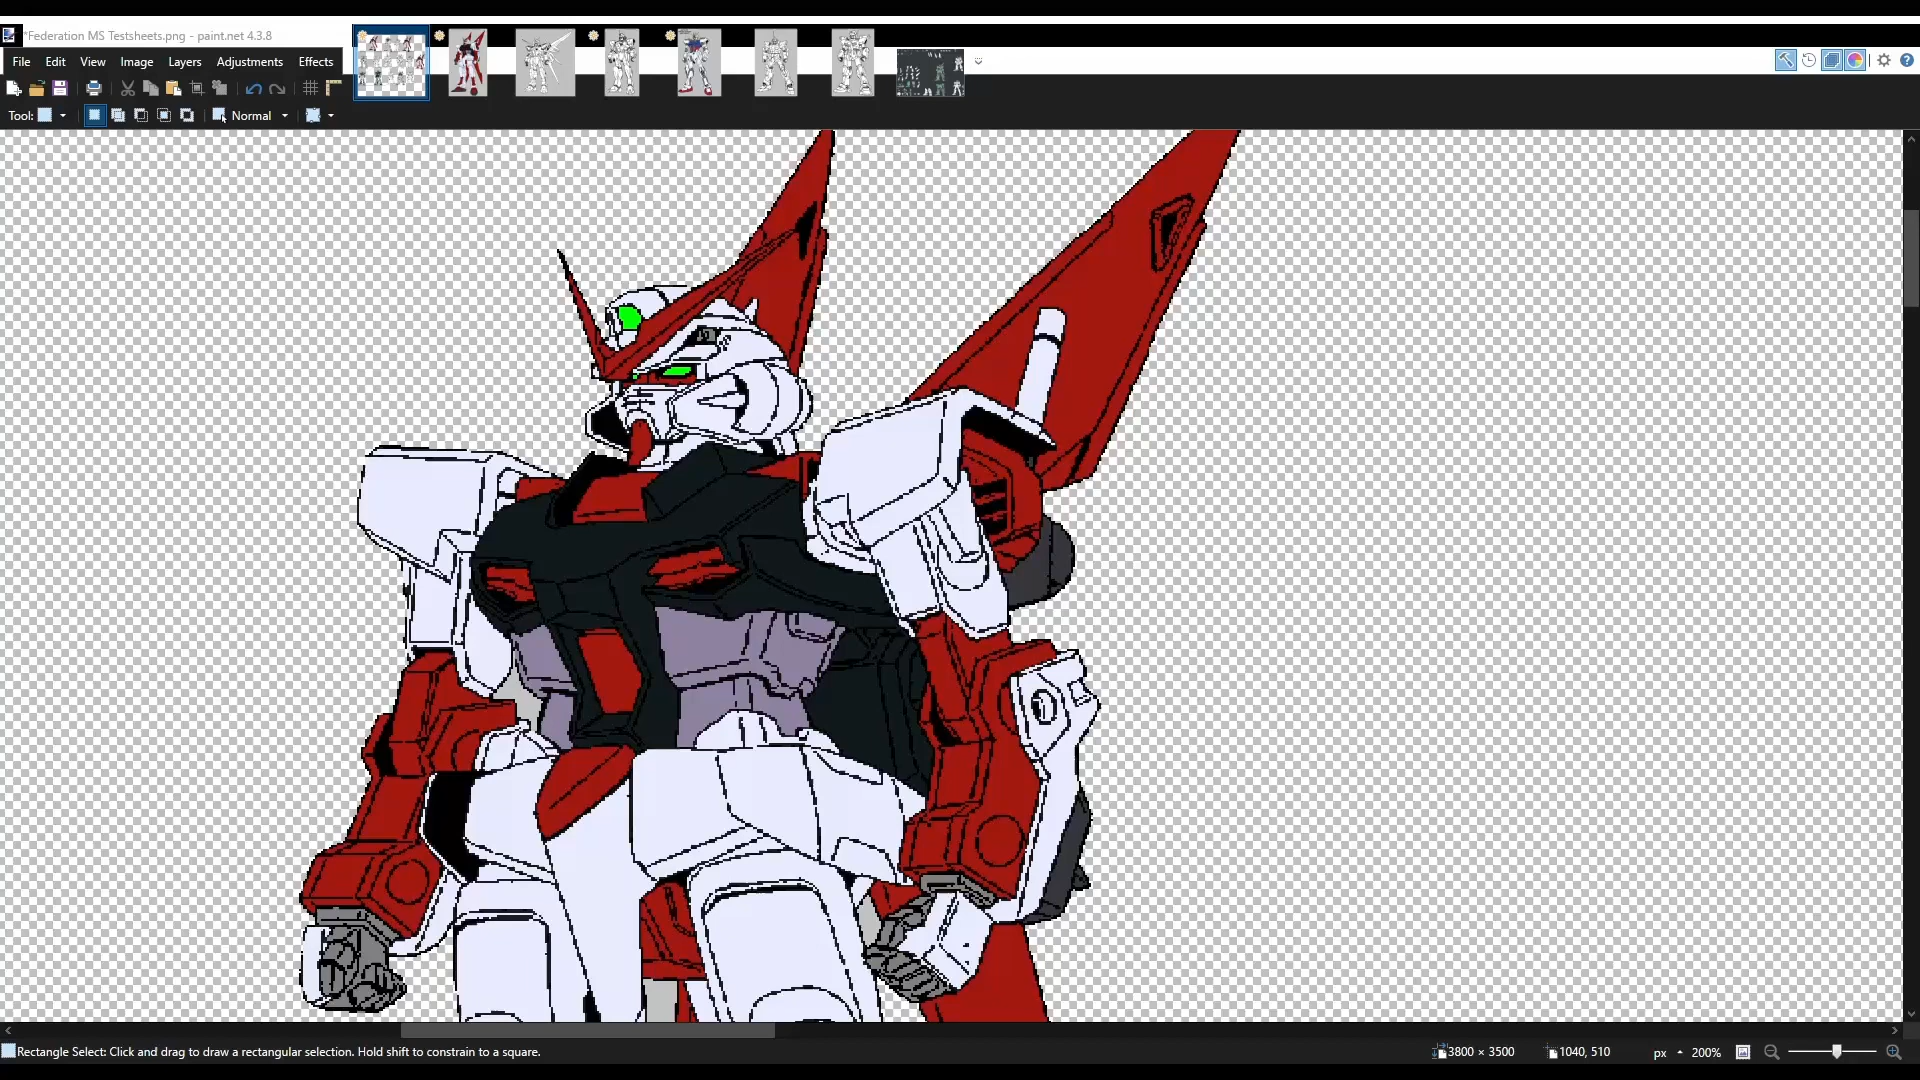 *Federation MS Testsheets.png - paint.net 4.3.8
File Edit View Image Layers Adjustments Effects
Tool:
Normal
Rectangle Select: Click and drag to draw a rectangular selection. Hold shift to constrain to a square.
3800 × 3500
1040, 510
px
200%